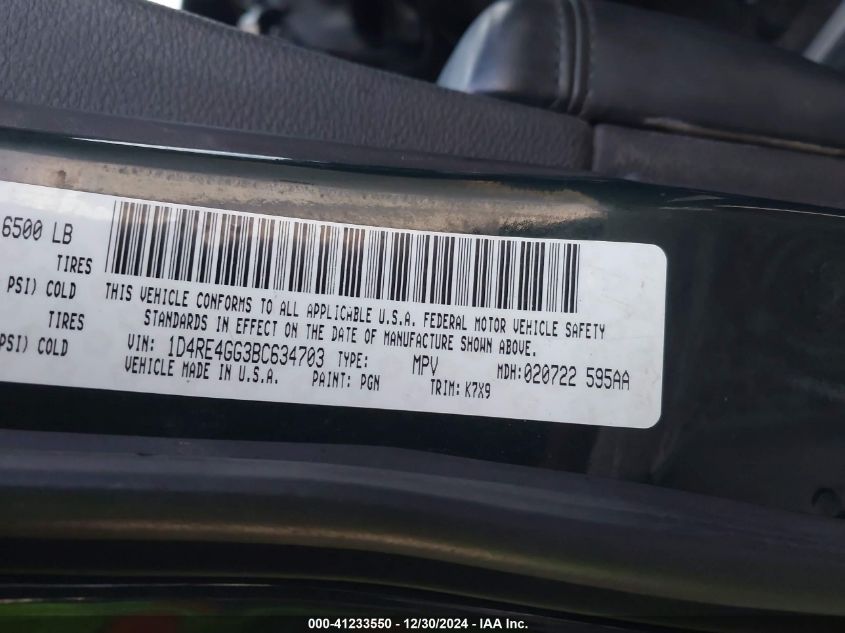 6500 LB
TIRES
PSI) COLD
THIS VEHICLE CONFORMS TO ALL APPLICABLE U.S.A. FEDERAL MOTOR VEHICLE SAFETY
TIRES
STANDARDS IN EFFECT ON THE DATE OF MANUFACTURE SHOWN ABOVE.
PSI) COLD
VIN: 1D4RE4GG3BC634703 TYPE: MPV MDH: 020722 595AA
VEHICLE MADE IN U.S.A. PAINT: PGN TRIM: K7X9
000-41233550 - 12/30/2024 - IAA Inc.